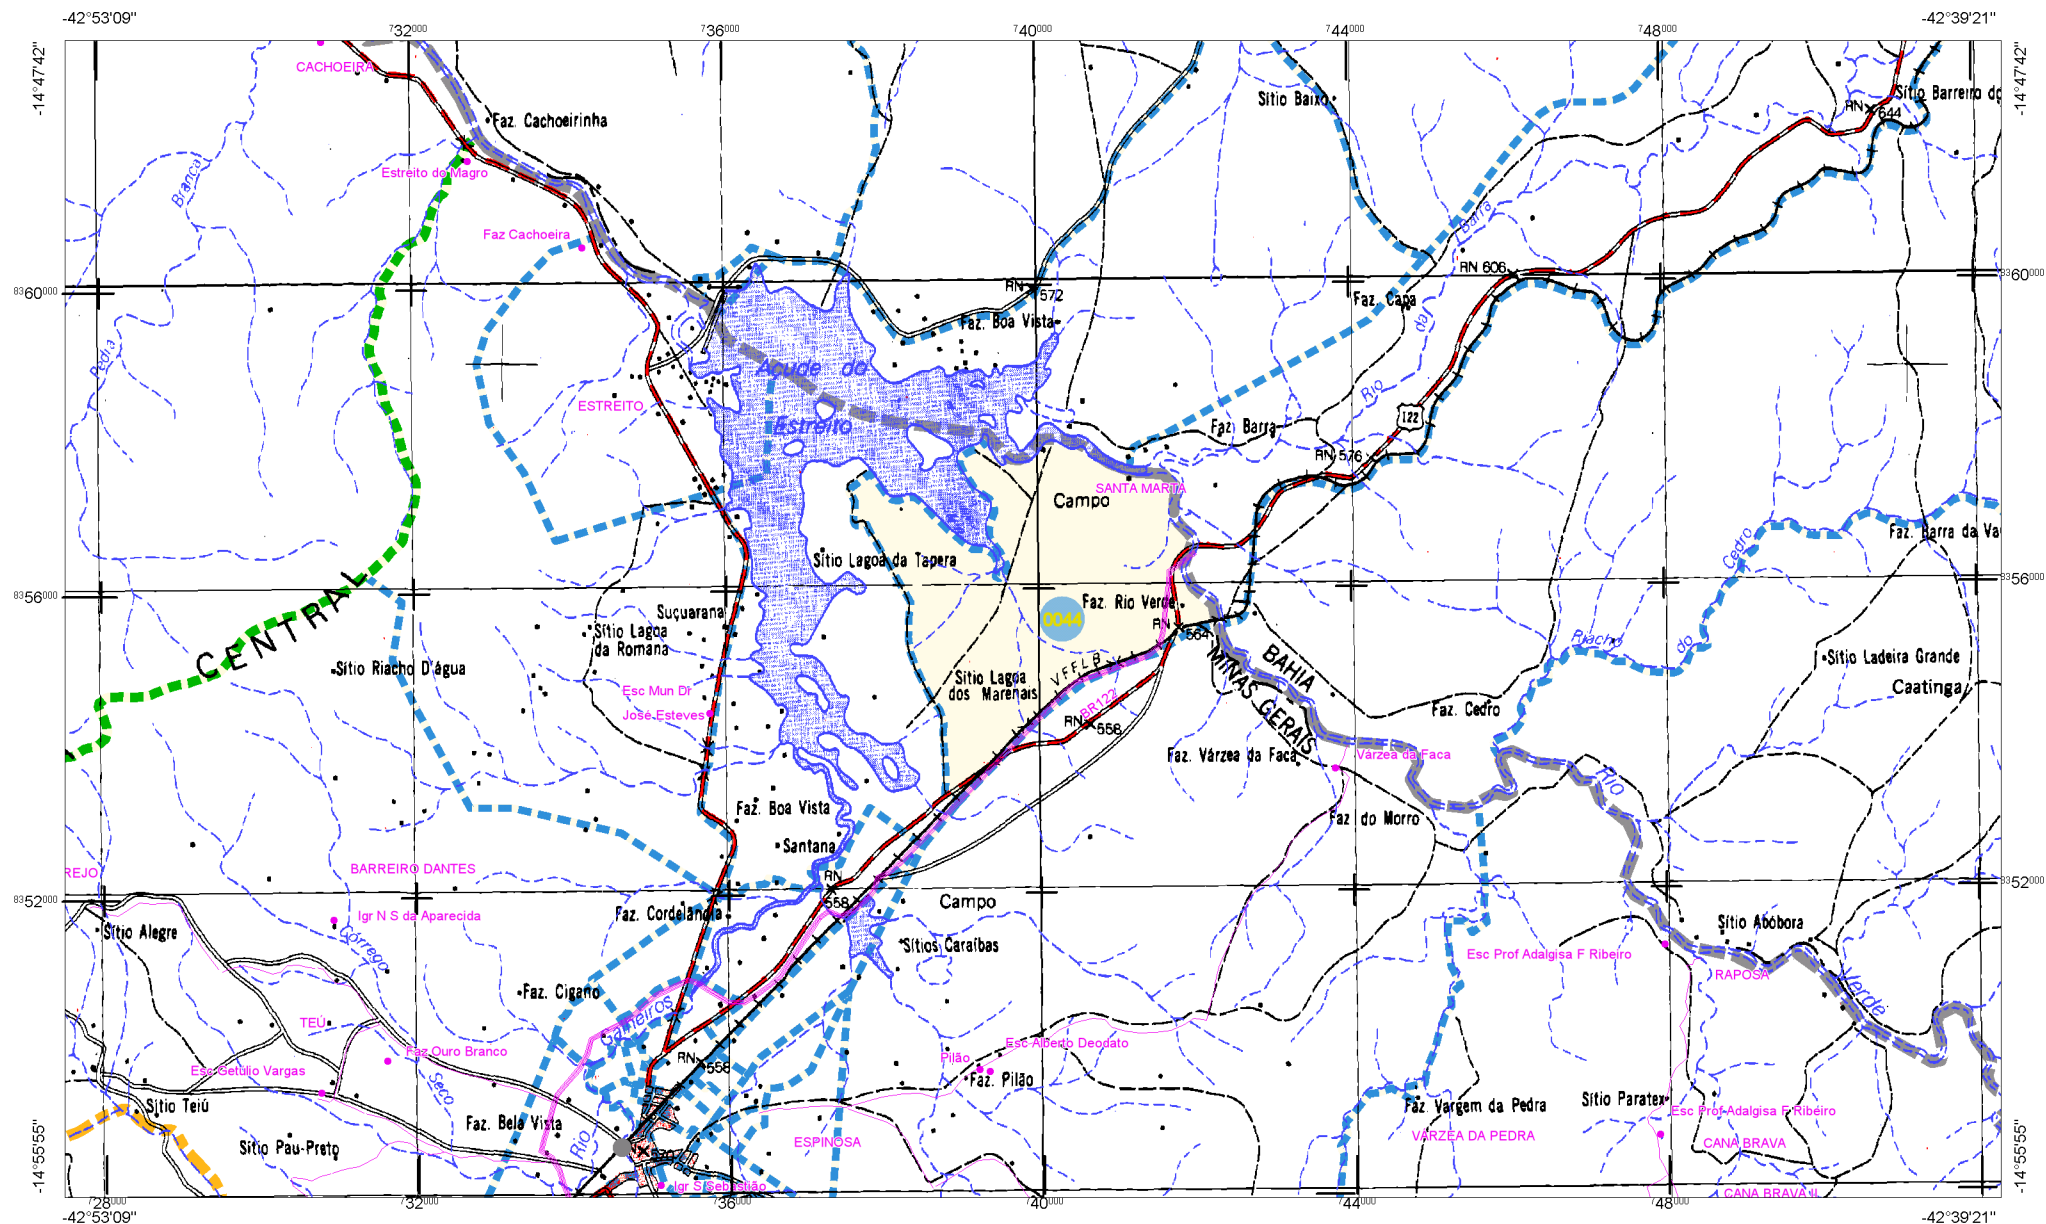 -42°53'09"
-42°39'21"
732000
736000
740000
744000
748000
-14°47'42"
-14°47'42"
CACHOEIRA
Faz. Cachoeirinha
Sítio Baixo
Sítio Barreiro do
RN
644
Estreito do Magro
Branca
Barra
Faz Cachoeira
RN 606
8360000
8360000
RN
572
Faz. Capa
Faz. Boa Vista
da
Pedra
Açude do
Rio
ESTREITO
122
Estreito
Faz. Barra
RN 576
SANTA MARTA
Campo
Cedro
Faz. Barra da Va
Sítio Lagoa da Tapera
8356000
8356000
CENTRAL
Suçuarana
Faz. Rio Verde
0044
RN
564
Sítio Lagoa
da Romana
Riacho
do
BAHIA
MINAS GERAIS
Sítio Riacho D'água
Sítio Ladeira Grande
VFFLB
Sítio Lagoa
dos Marenais
Caatinga
Esc Mun Dr
José Esteves
BR122
RN
558
Faz. Cedro
Faz. Várzea da Faca
Várzea da Faca
Rio
Faz. Boa Vista
Faz do Morro
Santana
REJO
BARREIRO DANTES
RN
558
8352000
8352000
Campo
Faz. Cordelândia
Igr N S da Aparecida
Sítio Alegre
Córrego
Sítios Caraíbas
Sítio Abóbora
Esc Prof Adalgisa F Ribeiro
RAPOSA
Faz. Cigano
Verde
Galheiros
TEÚ
Esc Alberto Deodato
Faz Ouro Branco
Pilão
RN
558
Esc Getúlio Vargas
Faz. Pilão
Seco
Sítio Teiú
Faz. Vargem da Pedra
Sítio Paratex
Esc Prof Adalgisa F Ribeiro
Faz. Bela Vista
Sítio Pau-Preto
Rio
ESPINOSA
VÁRZEA DA PEDRA
CANA BRAVA
570
Igr S Sebastião
CANA BRAVA II
-14°55'55"
-14°55'55"
728000
732000
736000
740000
744000
748000
-42°53'09"
-42°39'21"